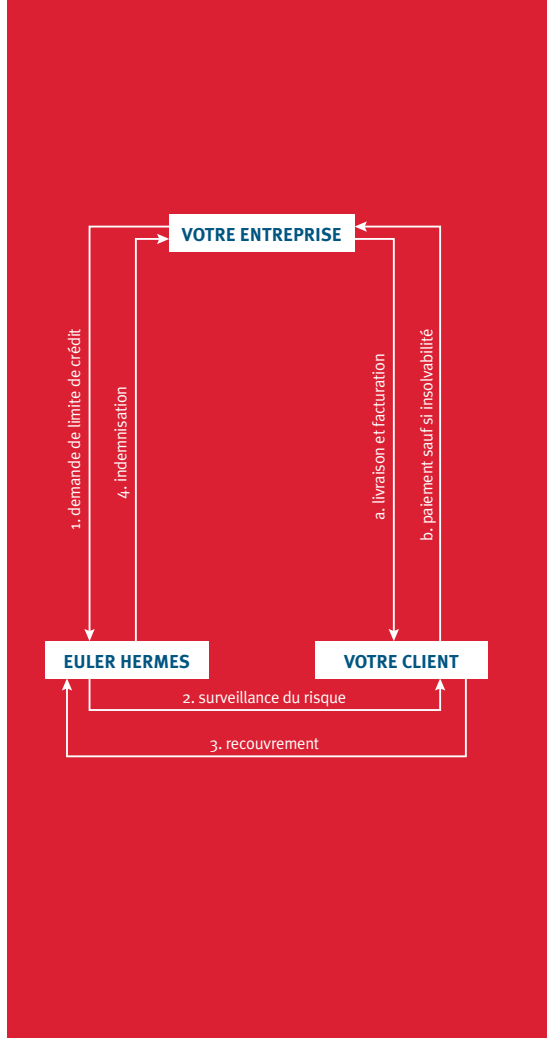 VOTRE ENTREPRISE
1. demande de limite de crédit
4. indemnisation
a. livraison et facturation
b. paiement sauf si insolvabilité
EULER HERMES
VOTRE CLIENT
2. surveillance du risque
3. recouvrement